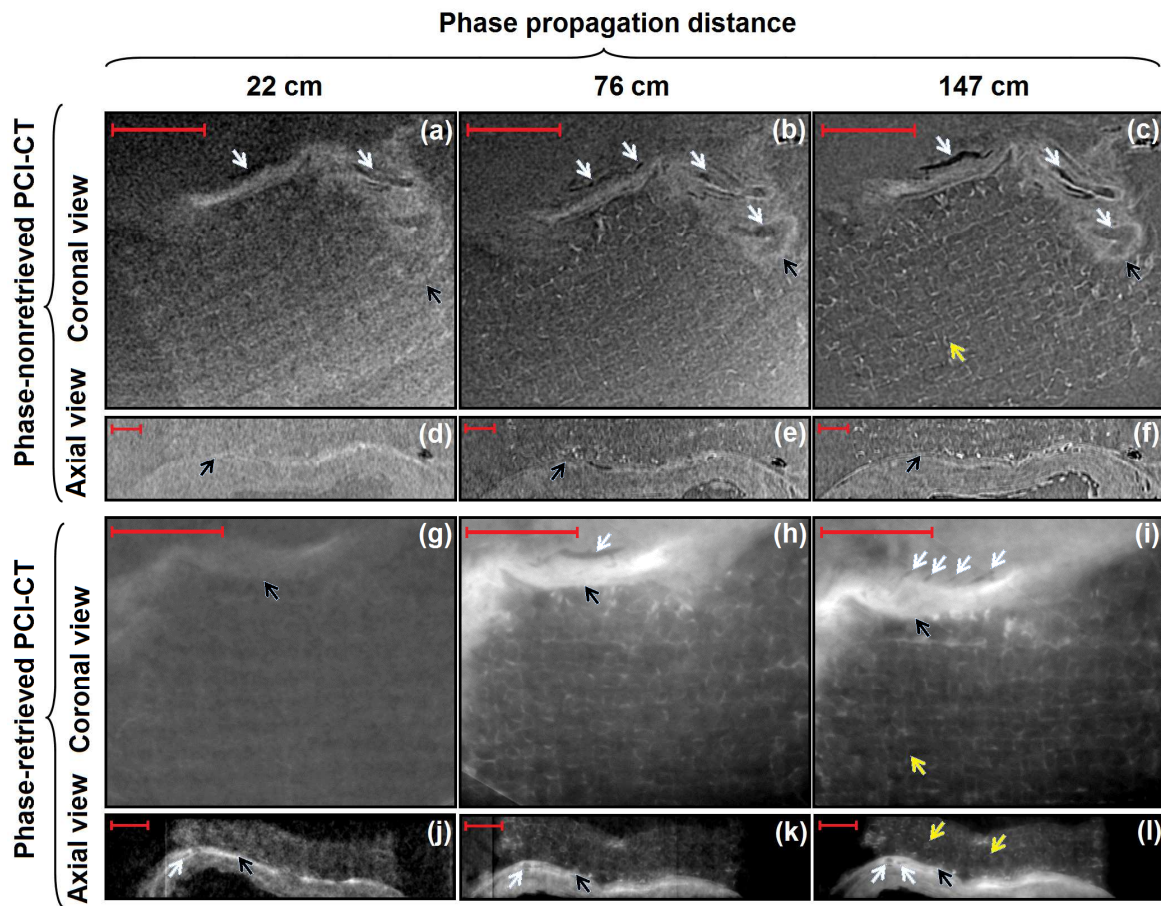 Phase propagation distance
22 cm
76 cm
147 cm
Phase-nonretrieved PCI-CT
Coronal view
(a)
(b)
(c)
Axial view
(d)
(e)
(f)
Phase-retrieved PCI-CT
Coronal view
(g)
(h)
(i)
Axial view
(j)
(k)
(l)